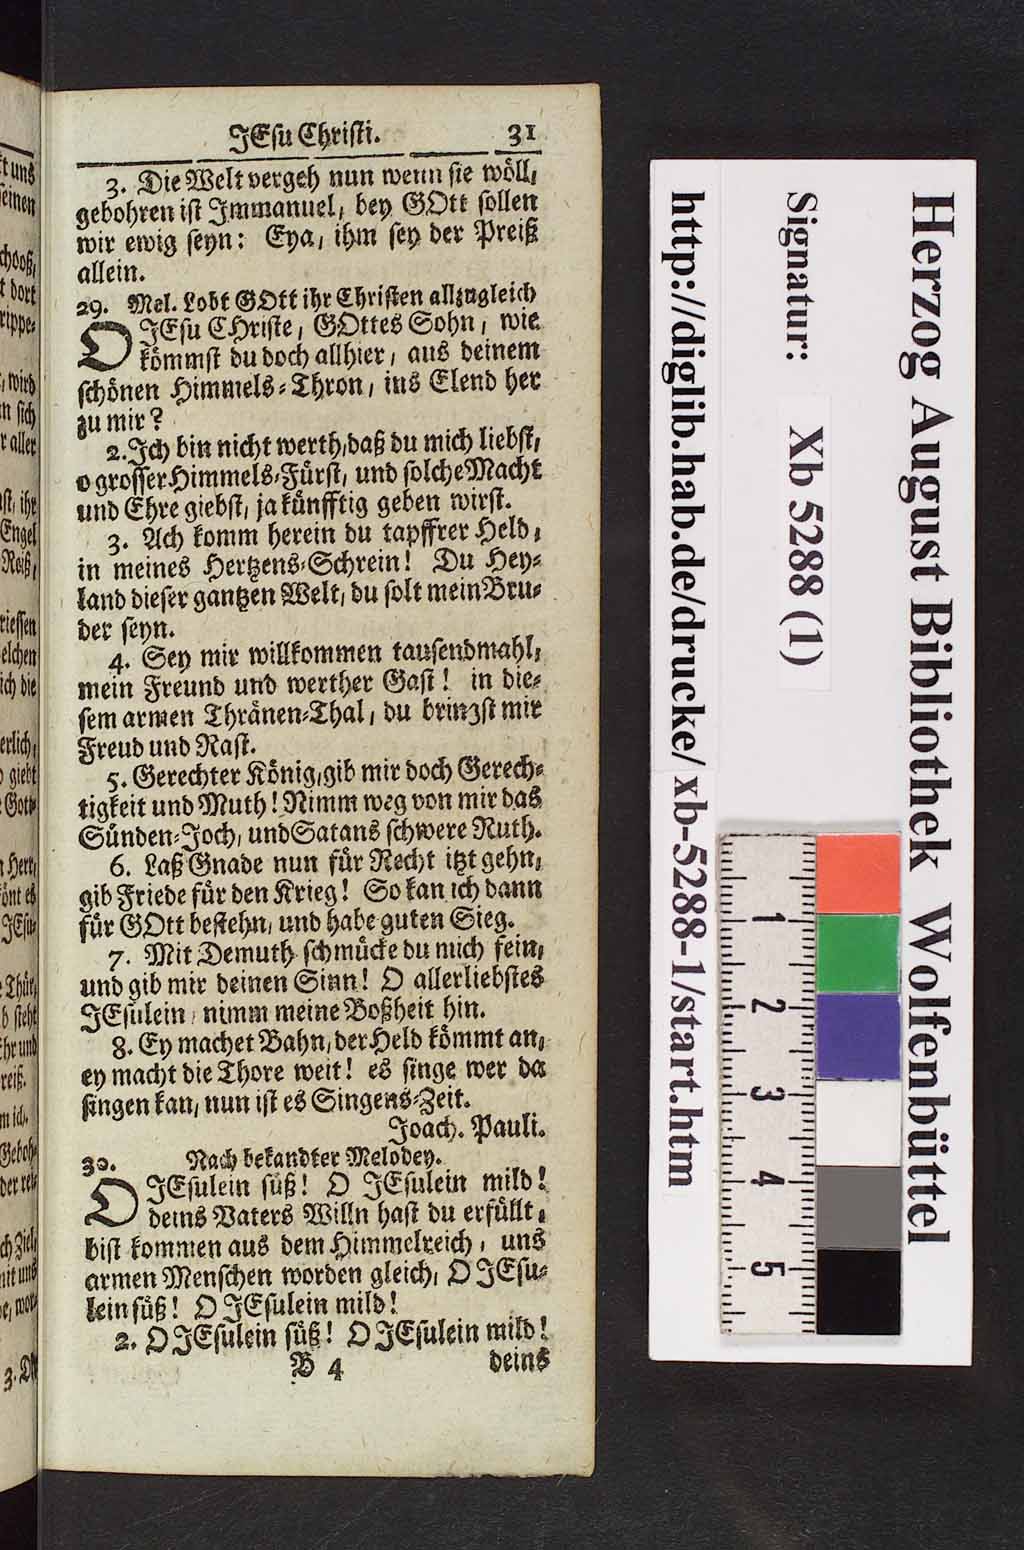 JEsu Christi. 31
3. Die Welt vergeh nun wenn sie wöll,
gebohren ist Immanuel, bey GOtt sollen
wir ewig seyn: Eya, ihm sey der Preiß
allein.
29. Mel. Lobt GOtt ihr Christen allzugleich
O JEsu CHriste, GOttes Sohn, wie
kömmst du doch allhier, aus deinem
schönen Himmels-Thron, ins Elend her
zu mir?
2. Ich bin nicht werth, daß du mich liebst,
o grosser Himmels-Fürst, und solche Macht
und Ehre giebst, ja künfftig geben wirst.
3. Ach komm herein du tapffrer Held,
in meines Hertzens-Schrein! Du Hey-
land dieser gantzen Welt, du solt mein Bru-
der seyn.
4. Sey mir willkommen tausendmahl,
mein Freund und werther Gast! in die-
sem armen Thränen-Thal, du bringst mir
Freud und Rast.
5. Gerechter König, gib mir doch Gerech-
tigkeit und Muth! Nimm weg von mir das
Sünden-Joch, und Satans schwere Ruth.
6. Laß Gnade nun für Recht itzt gehn,
gib Friede für den Krieg! So kan ich dann
für GOtt bestehn, und habe guten Sieg.
7. Mit Demuth schmücke du mich fein,
und gib mir deinen Sinn! O allerliebstes
JEsulein, nimm meine Boßheit hin.
8. Ey machet Bahn, der Held kömmt an,
ey macht die Thore weit! es singe wer da
singen kan, nun ist es Singens-Zeit.
Joach. Pauli.
30. Nach bekandter Melodey.
O JEsulein süß! O JEsulein mild!
deins Vaters Willn hast du erfüllt,
bist kommen aus dem Himmelreich, uns
armen Menschen worden gleich, O JEsu-
lein süß! O JEsulein mild!
2. O JEsulein süß! O JEsulein mild!
B 4 deins
Herzog August Bibliothek Wolfenbüttel
Signatur: Xb 5288 (1)
http://diglib.hab.de/drucke/xb-5288-1/start.htm
1
2
3
4
5